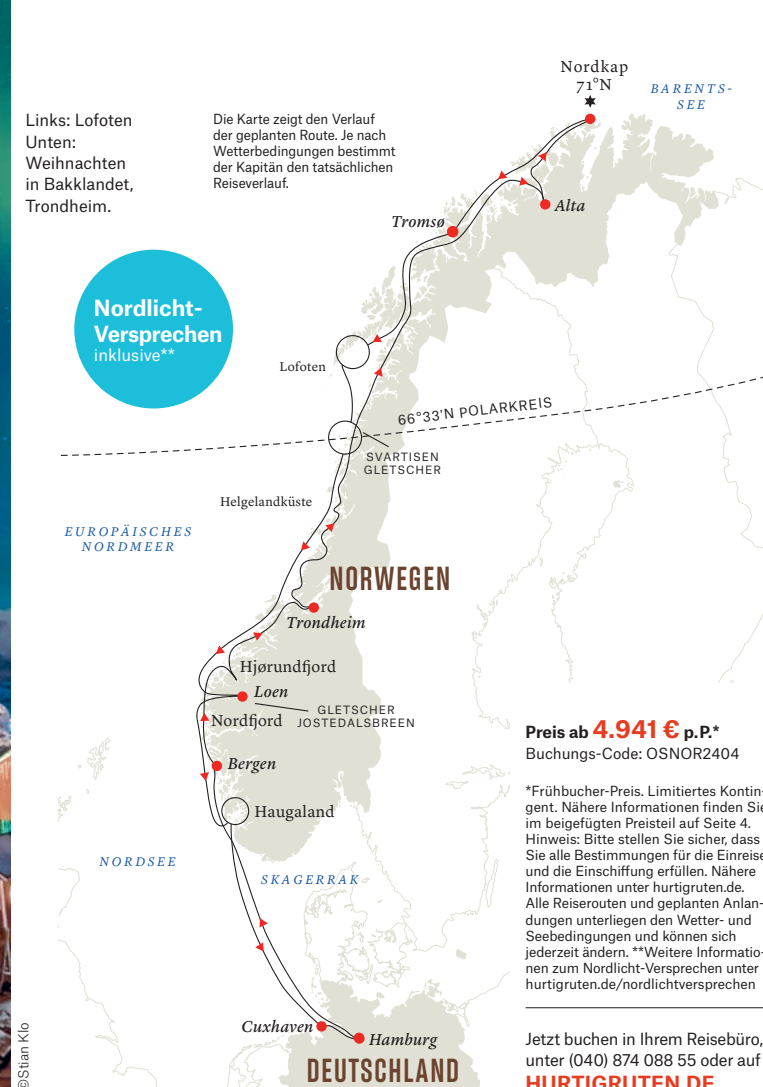 Links: Lofoten
Unten:
Weihnachten
in Bakklandet,
Trondheim.
Die Karte zeigt den Verlauf
der geplanten Route. Je nach
Wetterbedingungen bestimmt
der Kapitän den tatsächlichen
Reiseverlauf.
Nordkap
71°N
BARENTS-
SEE
Alta
Tromsø
Nordlicht-
Versprechen
inklusive**
Lofoten
66°33'N POLARKREIS
SVARTISEN
GLETSCHER
Helgelandküste
EUROPÄISCHES
NORDMEER
NORWEGEN
Trondheim
Hjørundfjord
Loen
GLETSCHER
JOSTEDALSBREEN
Nordfjord
Bergen
Haugaland
NORDSEE
SKAGERRAK
Cuxhaven
Hamburg
DEUTSCHLAND
Preis ab 4.941 € p.P.*
Buchungs-Code: OSNOR2404
*Frühbucher-Preis. Limitiertes Kontin-
gent. Nähere Informationen finden Sie
im beigefügten Preisteil auf Seite 4.
Hinweis: Bitte stellen Sie sicher, dass
Sie alle Bestimmungen für die Einreise
und die Einschiffung erfüllen. Nähere
Informationen unter hurtigruten.de.
Alle Reiserouten und geplanten Anlan-
dungen unterliegen den Wetter- und
Seebedingungen und können sich
jederzeit ändern. **Weitere Informatio-
nen zum Nordlicht-Versprechen unter
hurtigruten.de/nordlichtversprechen
Jetzt buchen in Ihrem Reisebüro,
unter (040) 874 088 55 oder auf
HURTIGRUTEN.DE
©Stian Klo